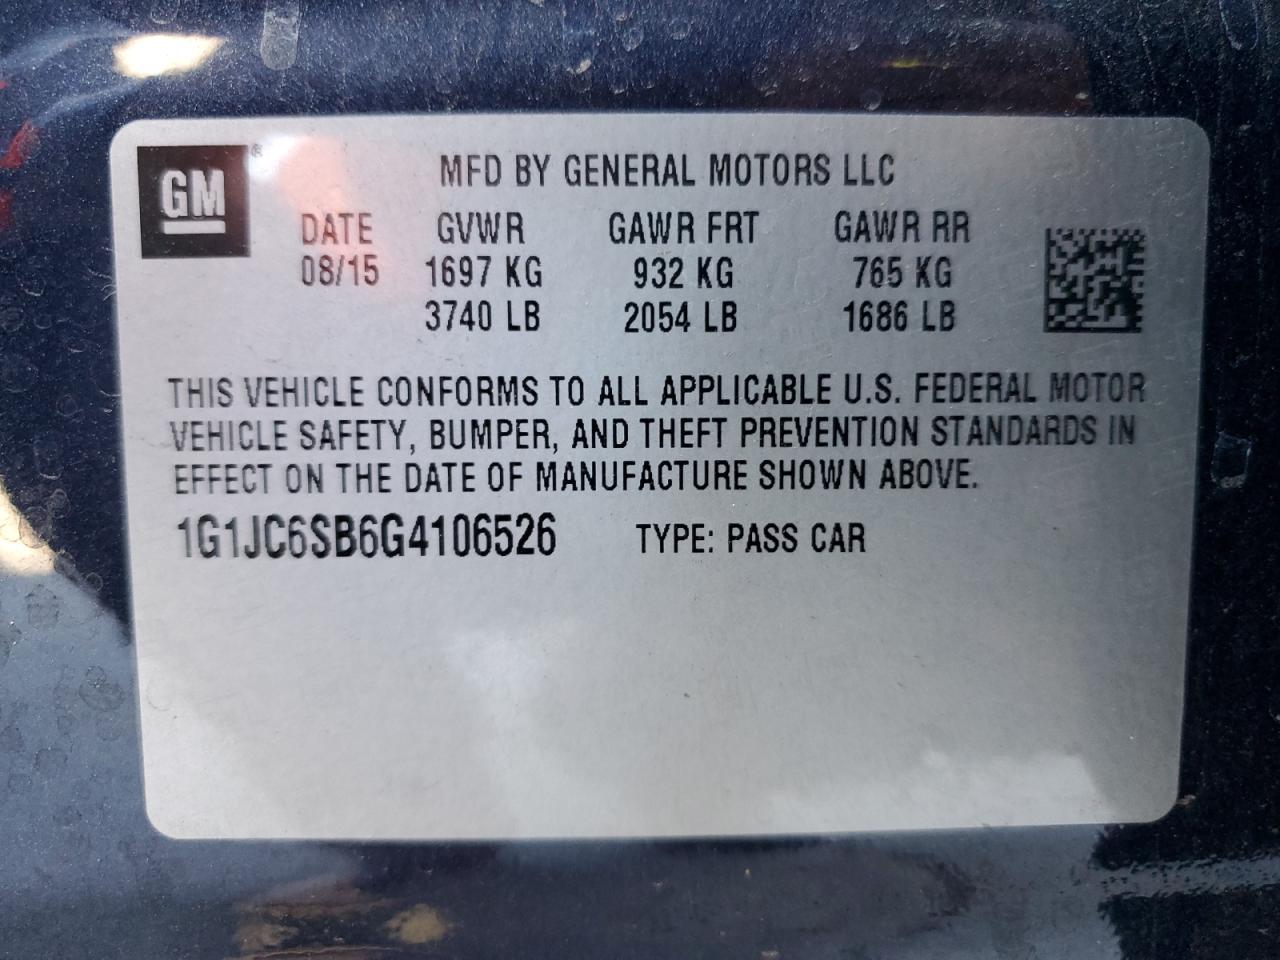 GM ®
MFD BY GENERAL MOTORS LLC
DATE GVWR GAWR FRT GAWR RR
08/15 1697 KG 932 KG 765 KG
3740 LB 2054 LB 1686 LB
THIS VEHICLE CONFORMS TO ALL APPLICABLE U.S. FEDERAL MOTOR
VEHICLE SAFETY, BUMPER, AND THEFT PREVENTION STANDARDS IN
EFFECT ON THE DATE OF MANUFACTURE SHOWN ABOVE.
1G1JC6SB6G4106526 TYPE: PASS CAR